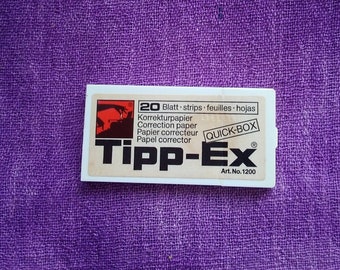 20 Blatt · strips · feuilles · hojas
Korrekturpapier
Correction paper
Papier correcteur
Papel corrector
QUICK-BOX
Tipp-Ex®
Art. No. 1200